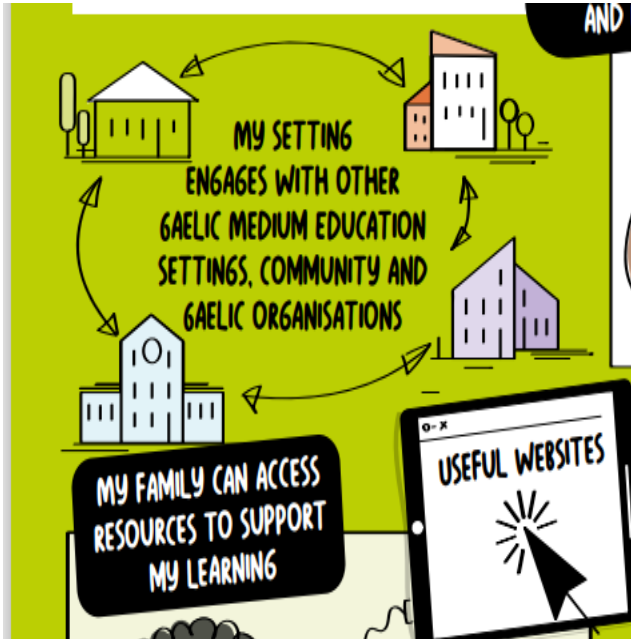 AND
MY SETTING
ENGAGES WITH OTHER
GAELIC MEDIUM EDUCATION
SETTINGS, COMMUNITY AND
GAELIC ORGANISATIONS
MY FAMILY CAN ACCESS
RESOURCES TO SUPPORT
MY LEARNING
USEFUL WEBSITES